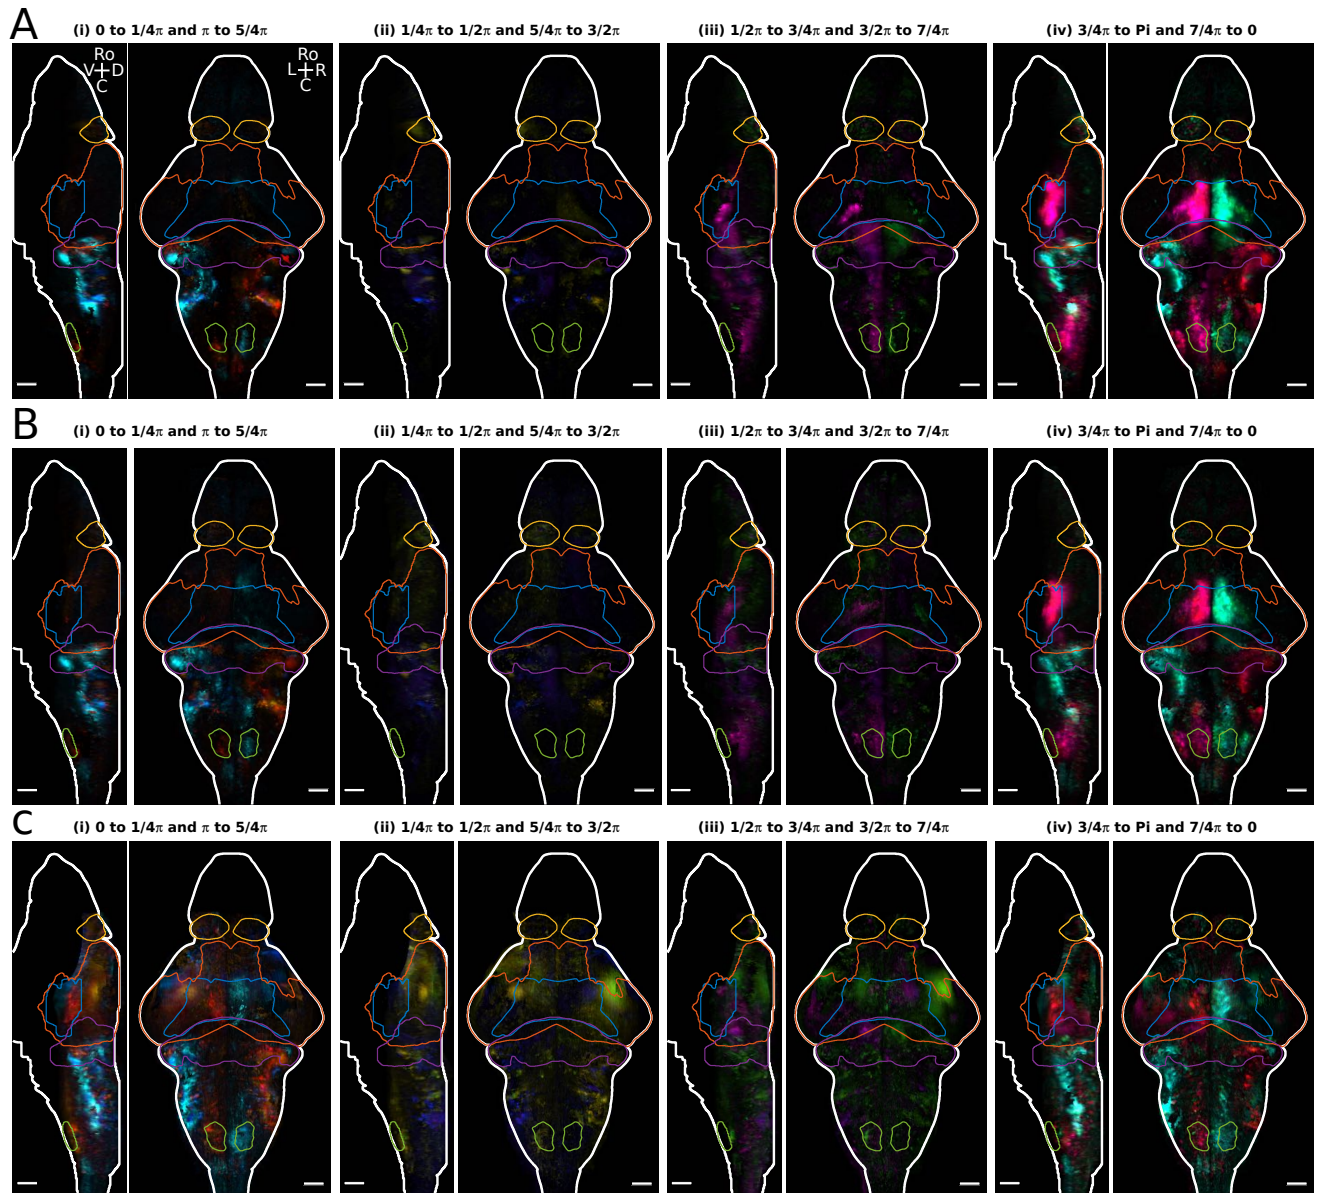 A
(i) 0 to 1/4π and π to 5/4π
(ii) 1/4π to 1/2π and 5/4π to 3/2π
(iii) 1/2π to 3/4π and 3/2π to 7/4π
(iv) 3/4π to Pi and 7/4π to 0
Ro
V D
C
Ro
L R
C
B
(i) 0 to 1/4π and π to 5/4π
(ii) 1/4π to 1/2π and 5/4π to 3/2π
(iii) 1/2π to 3/4π and 3/2π to 7/4π
(iv) 3/4π to Pi and 7/4π to 0
C
(i) 0 to 1/4π and π to 5/4π
(ii) 1/4π to 1/2π and 5/4π to 3/2π
(iii) 1/2π to 3/4π and 3/2π to 7/4π
(iv) 3/4π to Pi and 7/4π to 0